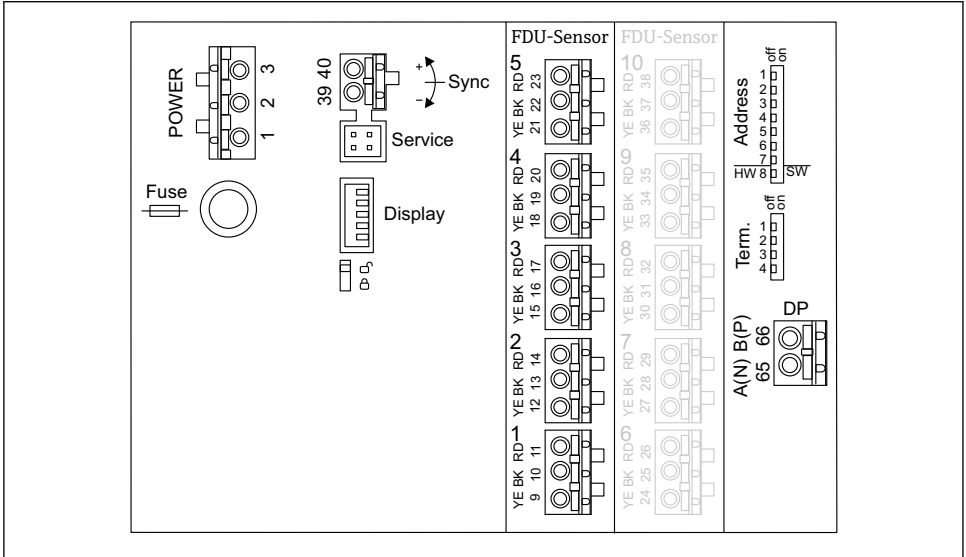 POWER
3
2
1
Fuse
39 40
+
−
Sync
Service
Display
FDU-Sensor
5
YE BK RD
21 22 23
4
YE BK RD
18 19 20
3
YE BK RD
15 16 17
2
YE BK RD
12 13 14
1
YE BK RD
9 10 11
FDU-Sensor
10
YE BK RD
36 37 38
9
YE BK RD
33 34 35
8
YE BK RD
30 31 32
7
YE BK RD
27 28 29
6
YE BK RD
24 25 26
Address
off
on
1
2
3
4
5
6
7
HW 8 SW
Term.
off
on
1
2
3
4
DP
A(N) B(P)
65 66